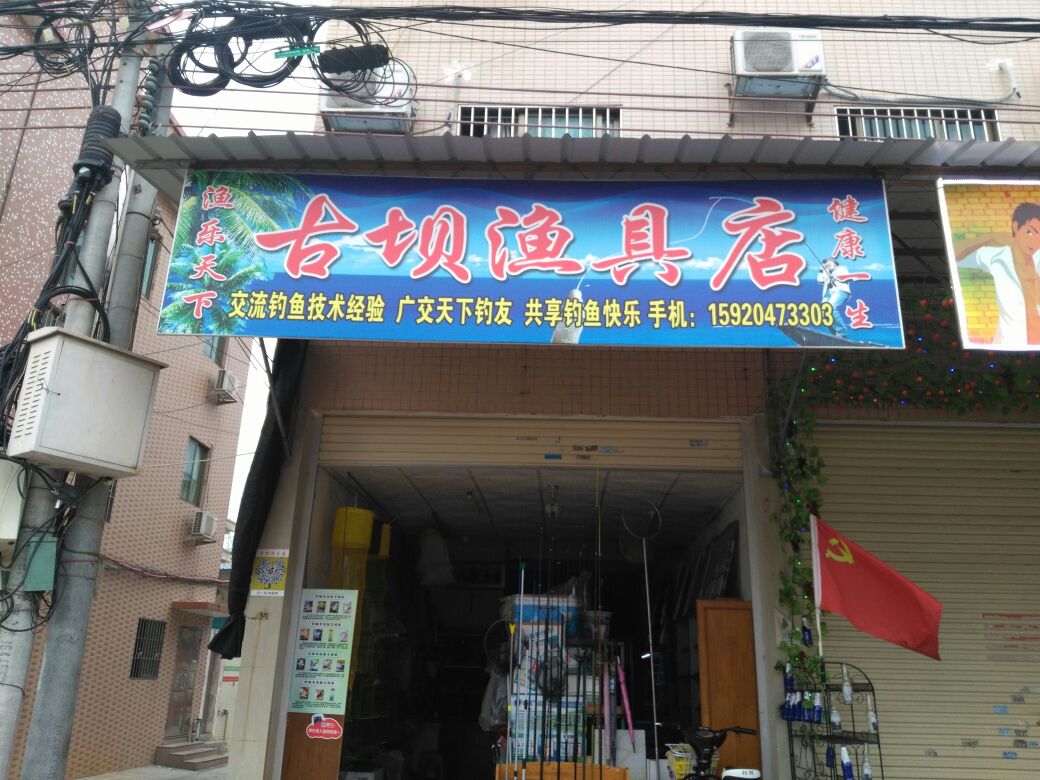 渔乐天下
古坝渔具店
健康一生
交流钓鱼技术经验 广交天下钓友 共享钓鱼快乐 手机：15920473303